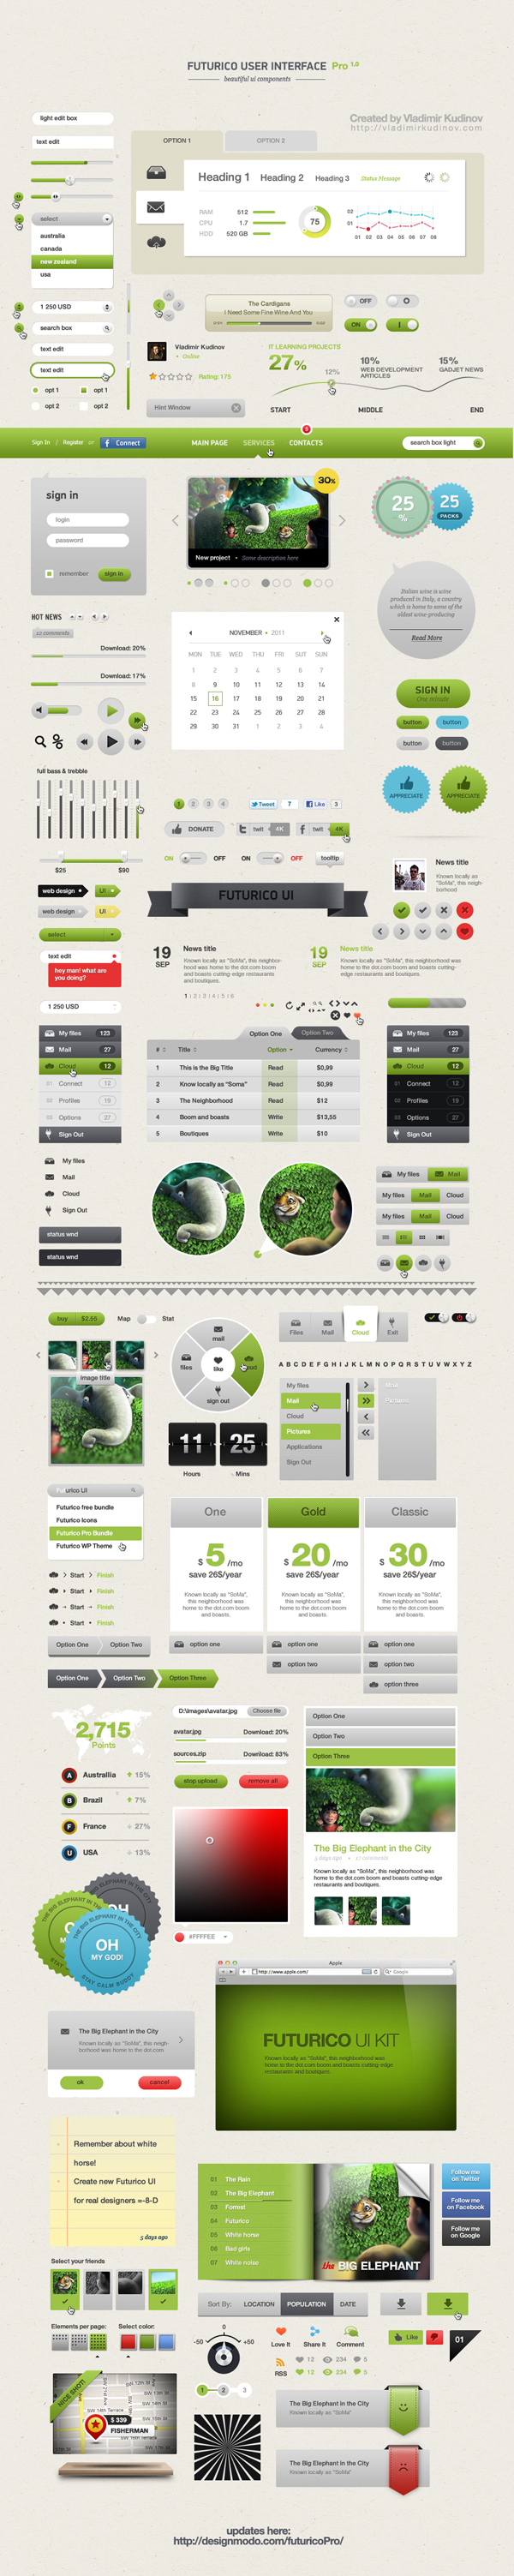 FUTURICO USER INTERFACE Pro 1.0
beautiful ui components
Created by Vladimir Kudinov
http://vladimirkudinov.com
light edit box
text edit
select
australia
canada
new zealand
usa
1 250 USD
search box
text edit
text edit
opt 1 opt 1
opt 2 opt 2
OPTION 1 OPTION 2
Heading 1 Heading 2 Heading 3 Status Message
RAM 512
CPU 1.7
HDD 520 GB
75
02
01
01 02 03 04 05 06 07 08
The Cardigans
I Need Some Fine Wine And You
OFF
ON
Vladimir Kudinov
Online
Rating: 175
Hint Window
IT LEARNING PROJECTS
27%
12%
10%
WEB DEVELOPMENT
ARTICLES
15%
GADJET NEWS
START MIDDLE END
Sign In / Register or Connect
MAIN PAGE SERVICES CONTACTS
search box light
sign in
login
password
remember sign in
30%
New project • Some description here
25
%
25
PACKS
Italian wine is wine
produced in Italy, a country
which is home to some of the
oldest wine-producing
Read More
HOT NEWS
42 comments
Download: 20%
Download: 17%
NOVEMBER • 2011
MON TUE WED THU FRI SAT SUN
1 2 3 4 5 6 7
8 9 10 11 12 13 14
15 16 17 18 19 20 21
22 23 24 25 26 27 28
29 30 31 1 2 3 4
SIGN IN
button button
button button
APPRECIATE APPRECIATE
full bass & trebble
$25 $90
1 2 3 4
Tweet 7 Like 3
DONATE twit 4K twit 4K
ON OFF ON OFF tooltip
FUTURICO UI
News title
Known locally as
"SoMa", this neigh-
borhood
web design UI
web design UI
select
text edit
hey man! what are
you doing?
1 250 USD
19
SEP
News title
Known locally as "SoMa", this neighbor-
hood was home to the dot.com boom
and boasts cutting-edge restaurants
and boutiques.
19
SEP
News title
Known locally as "SoMa", this neighbor-
hood was home to the dot.com boom
and boasts cutting-edge restaurants
and boutiques.
1 | 2 | 3 | 4 | 5 | 6
My files 123
Mail 27
Cloud 12
01 Connect 12
02 Profiles 19
03 Options 27
Sign Out
Option One Option Two
# Title Option Currency
1 This is the Big Title Read $0,99
2 Know locally as "Soma" Read $0,99
3 The Neighborhood Read $12
4 Boom and boasts Write $13,55
5 Boutiques Write $10
My files 123
Mail 27
Cloud 12
01 Connect 12
02 Profiles 19
03 Options 27
Sign Out
My files
Mail
Cloud
Sign Out
status wnd
status wnd
My files Mail
My files Mail Cloud
My files Mail Cloud
buy $2.55
Map Stat
image title
mail
files
like
cloud
sign out
Files Mail Cloud Exit
A B C D E F G H I J K L M N O P Q R S T U V W X Y Z
My files
Mail
Cloud
Pictures
Applications
Sign Out
Mail
Pictures
11 25
Hours Mins
Futurico UI
Futurico free bundle
Futurico Icons
Futurico Pro Bundle
Futurico WP Theme
Start Finish
Start Finish
Start Finish
Start Finish
Option One Option Two
Option One Option Two Option Three
One Gold Classic
$ 5 /mo
save 26$/year
$ 20 /mo
save 26$/year
$ 30 /mo
save 26$/year
Known locally as "SoMa",
this neighborhood was
home to the dot.com boom
and boasts.
Known locally as "SoMa",
this neighborhood was
home to the dot.com boom
and boasts.
Known locally as "SoMa",
this neighborhood was
home to the dot.com boom
and boasts.
option one option one option one
option two option two
option three
2,715
Points
A Australlia 15%
B Brazil 7%
F France 27%
U USA 13%
D:\Images\avatar.jpg Choose file
avatar.jpg Download: 20%
sources.zip Download: 83%
stop upload remove all
#FFFFEE
Option One
Option Two
Option Three
The Big Elephant in the City
5 days ago • 17 comments
Known locally as "SoMa", this neighborhood was
home to the dot.com boom and boasts cutting-edge
restaurants and boutiques.
THE BIG ELEPHANT IN THE CITY
OH
MY GOD!
STAY CALM BUDDY
Apple
http://www.apple.com/
Google
FUTURICO UI KIT
Known locally as "SoMa", this neighborhood was
home to the dot.com boom and boasts cutting-edge
restaurants and boutiques.
The Big Elephant in the City
Known locally as "SoMa", this neigh-
borhood was home to the dot.com
ok cancel
Remember about white
horse!
Create new Futurico UI
for real designers =-8-D
5 days ago
01 The Rain
02 The Big Elephant
03 Forrest
04 Futurico
05 White horse
06 Bad girls
07 White noise
the BIG ELEPHANT
Follow me
on Twitter
Follow me
on Facebook
Follow me
on Google
Select your friends
Elements per page: Select color:
Sort By: LOCATION POPULATION DATE
-50 0 +50
Love It Share It Comment
RSS
12 234 5
12 234 5
Like
01
1 2 3
NICE SHOT!
$ 339
FISHERMAN
The Big Elephant in the City
Known locally as "SoMa"
The Big Elephant in the City
Known locally as "SoMa"
updates here:
http://designmodo.com/futuricoPro/